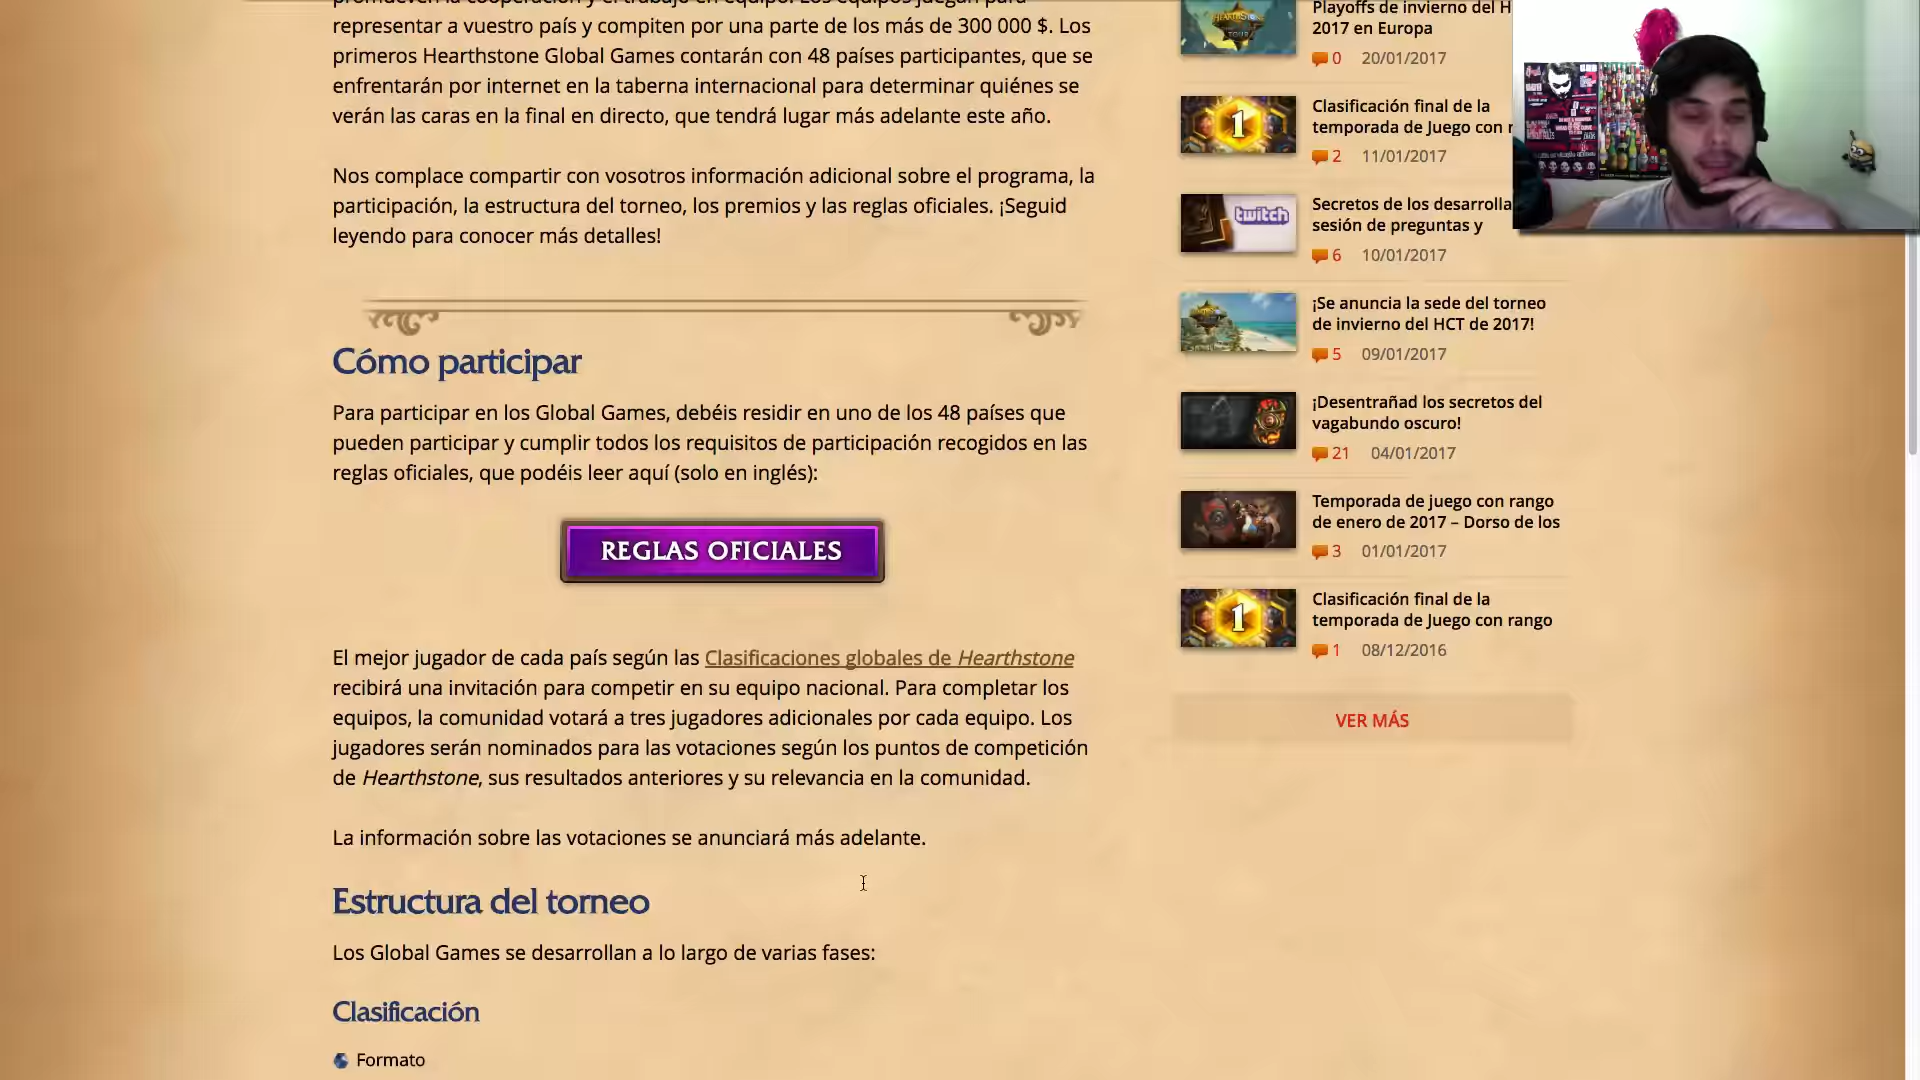 promueven la cooperación y el trabajo en equipo. Los equipos juegan para
representar a vuestro país y compiten por una parte de los más de 300 000 $. Los
primeros Hearthstone Global Games contarán con 48 países participantes, que se
enfrentarán por internet en la taberna internacional para determinar quiénes se
verán las caras en la final en directo, que tendrá lugar más adelante este año.
Nos complace compartir con vosotros información adicional sobre el programa, la
participación, la estructura del torneo, los premios y las reglas oficiales. ¡Seguid
leyendo para conocer más detalles!
Cómo participar
Para participar en los Global Games, debéis residir en uno de los 48 países que
pueden participar y cumplir todos los requisitos de participación recogidos en las
reglas oficiales, que podéis leer aquí (solo en inglés):
REGLAS OFICIALES
El mejor jugador de cada país según las Clasificaciones globales de Hearthstone
recibirá una invitación para competir en su equipo nacional. Para completar los
equipos, la comunidad votará a tres jugadores adicionales por cada equipo. Los
jugadores serán nominados para las votaciones según los puntos de competición
de Hearthstone, sus resultados anteriores y su relevancia en la comunidad.
La información sobre las votaciones se anunciará más adelante.
Estructura del torneo
Los Global Games se desarrollan a lo largo de varias fases:
Clasificación
Formato
Playoffs de invierno del H
2017 en Europa
0 20/01/2017
1
Clasificación final de la
temporada de Juego con r
2 11/01/2017
twitch
Secretos de los desarrolla
sesión de preguntas y
6 10/01/2017
¡Se anuncia la sede del torneo
de invierno del HCT de 2017!
5 09/01/2017
¡Desentrañad los secretos del
vagabundo oscuro!
21 04/01/2017
Temporada de juego con rango
de enero de 2017 – Dorso de los
3 01/01/2017
1
Clasificación final de la
temporada de Juego con rango
1 08/12/2016
VER MÁS